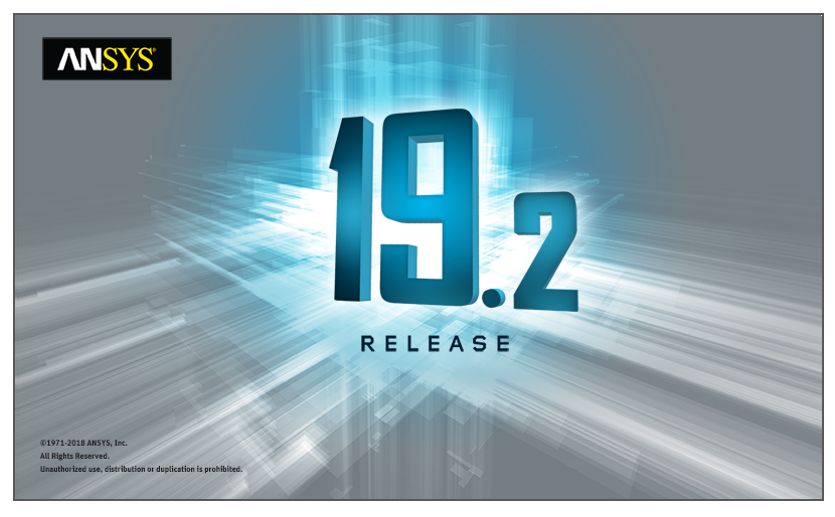 ANSYS®
19.2
RELEASE
©1971-2018 ANSYS, Inc.
All Rights Reserved.
Unauthorized use, distribution or duplication is prohibited.